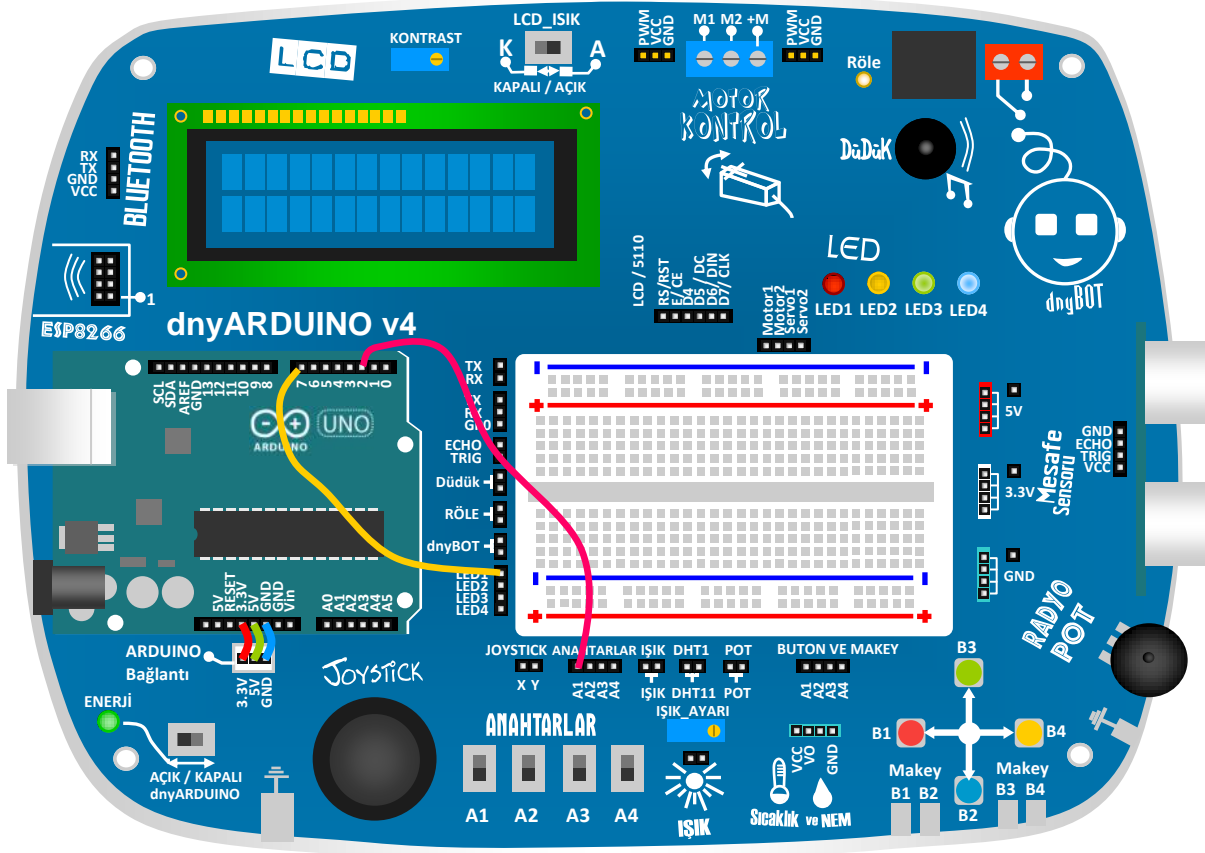 LCD_ISIK
LCD
KONTRAST
K A
KAPALI / AÇIK
PWM
VCC
GND
M1 M2 +M
PWM
VCC
GND
Röle
MOTOR
KONTROL
DüDüK
RX
TX
GND
VCC
BLUETOOTH
1
ESP8266
LCD / 5110
RS/RST
E/ CE
D4
D5 / DC
D6/ DIN
D7/ CLK
LED
LED1 LED2 LED3 LED4
dnyBOT
Motor1
Motor2
Servo1
Servo2
dnyARDUINO v4
SCL
SDA
AREF
GND
13
12
11
10
9
8
7
6
5
4
3
2
1
0
ARDUINO
UNO
TX
RX
ECHO
TRIG
Düdük
RÖLE
dnyBOT
LED1
LED2
LED3
LED4
5V
3.3V
GND
GND
ECHO
TRIG
VCC
Mesafe
Sensoru
5V
RESET
3.3V
5V
GND
GND
Vin
A0
A1
A2
A3
A4
A5
ARDUINO
Bağlantı
3.3V
5V
GND
ENERJİ
AÇIK / KAPALI
dnyARDUINO
JOYSTICK
JOYSTICK ANAHTARLAR IŞIK DHT1 POT
X Y
A1
A2
A3
A4
IŞIK DHT11 POT
IŞIK_AYARI
BUTON VE MAKEY
A1
A2
A3
A4
ANAHTARLAR
A1 A2 A3 A4
IŞIK
VCC
VO
GND
Sıcaklık ve NEM
RADYO
POT
B3
B1
B4
B2
Makey
B1 B2
Makey
B3 B4